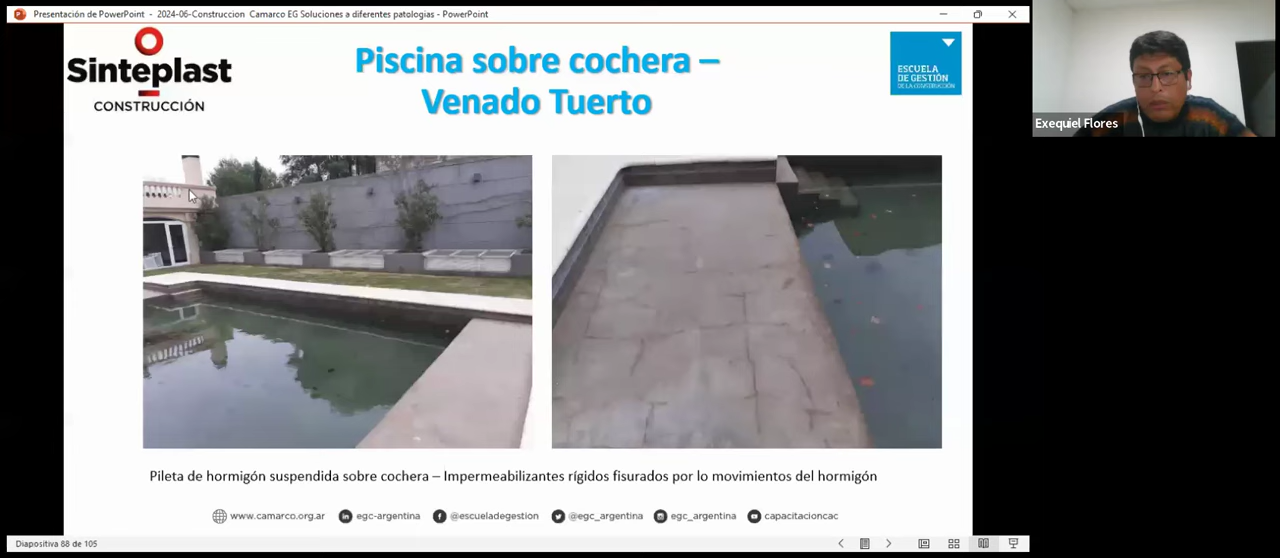 Presentación de PowerPoint - 2024-06-Construccion Camarco EG Soluciones a diferentes patologias - PowerPoint
Sinteplast
CONSTRUCCIÓN
Piscina sobre cochera –
Venado Tuerto
ESCUELA
DE GESTIÓN
DE LA CONSTRUCCIÓN
Exequiel Flores
Pileta de hormigón suspendida sobre cochera – Impermeabilizantes rígidos fisurados por lo movimientos del hormigón
www.camarco.org.ar egc-argentina @escueladegestion @egc_argentina egc_argentina capacitacioncac
Diapositiva 88 de 105